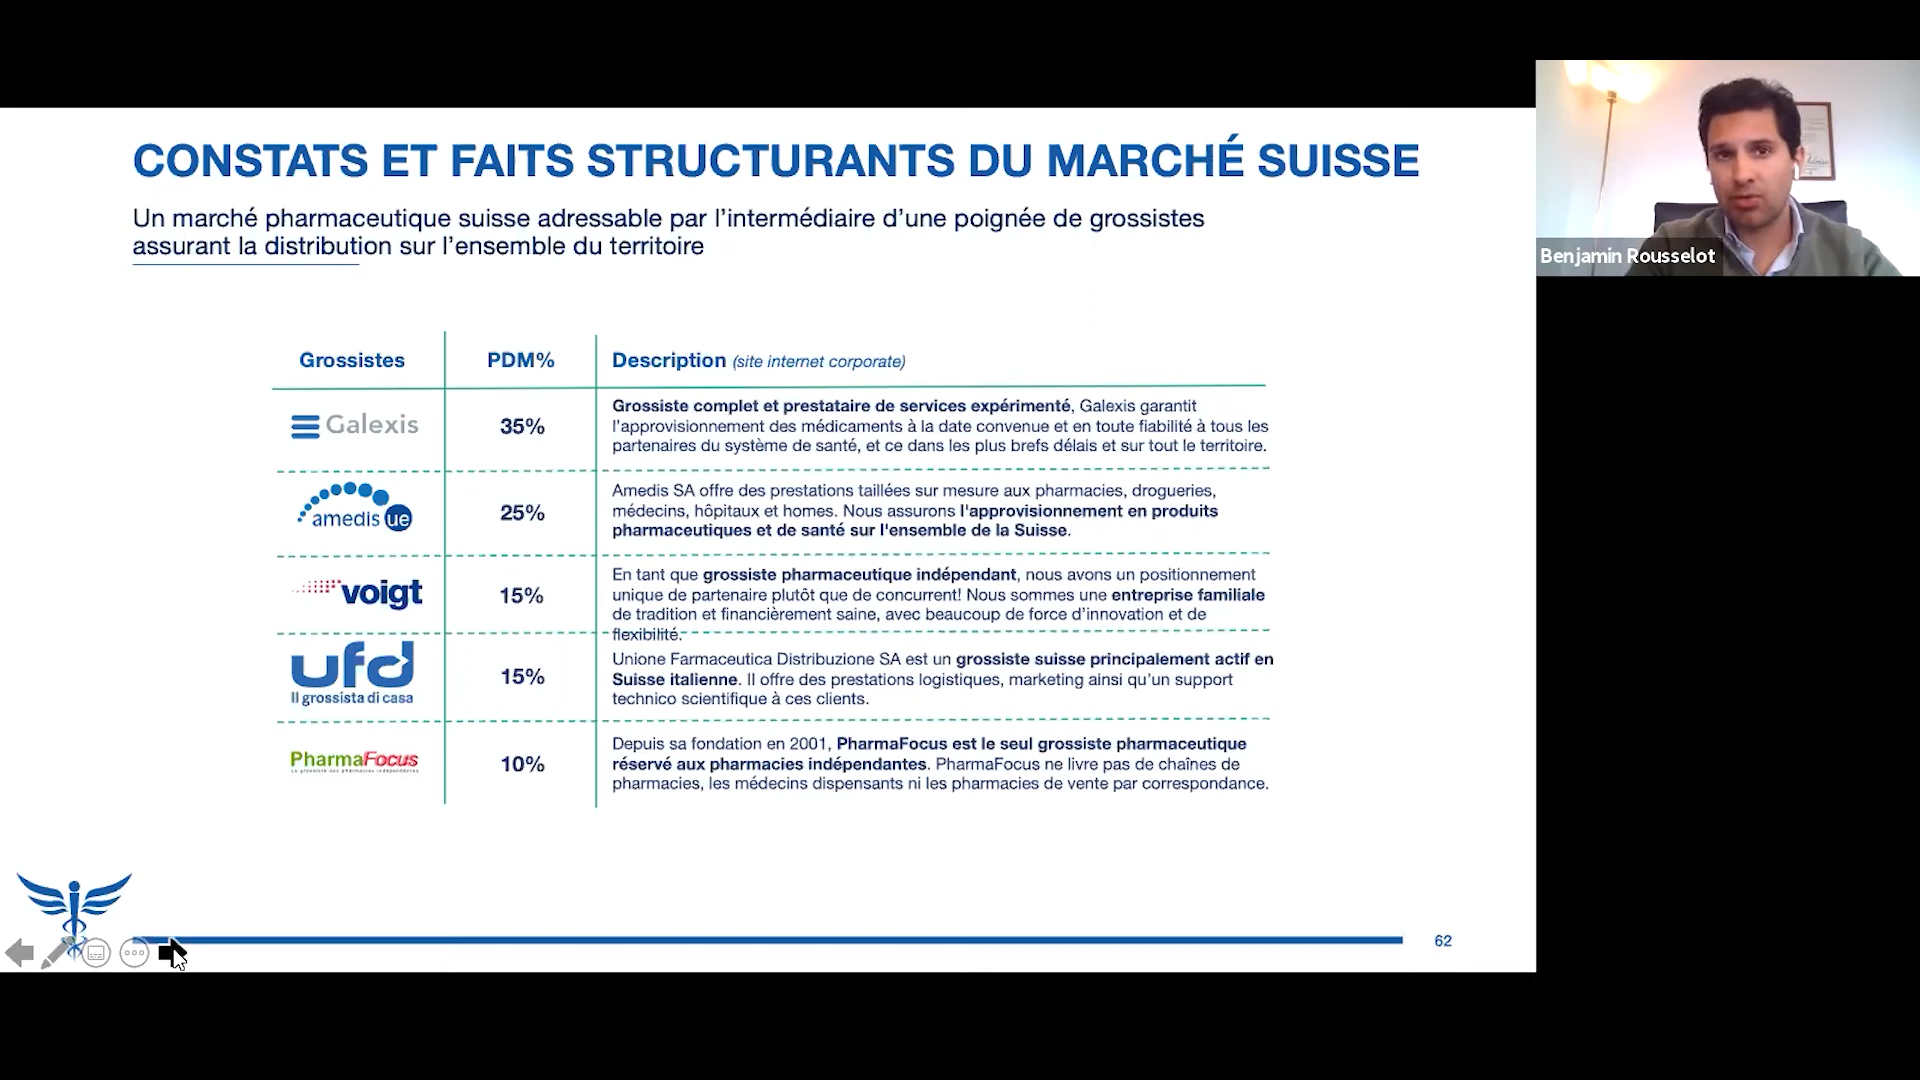 CONSTATS ET FAITS STRUCTURANTS DU MARCHÉ SUISSE
Un marché pharmaceutique suisse adressable par l’intermédiaire d’une poignée de grossistes
assurant la distribution sur l’ensemble du territoire
Benjamin Rousselot
Grossistes
PDM%
Description (site internet corporate)
Galexis
35%
Grossiste complet et prestataire de services expérimenté, Galexis garantit
l’approvisionnement des médicaments à la date convenue et en toute fiabilité à tous les
partenaires du système de santé, et ce dans les plus brefs délais et sur tout le territoire.
amedis ue
25%
Amedis SA offre des prestations taillées sur mesure aux pharmacies, drogueries,
médecins, hôpitaux et homes. Nous assurons l'approvisionnement en produits
pharmaceutiques et de santé sur l'ensemble de la Suisse.
voigt
15%
En tant que grossiste pharmaceutique indépendant, nous avons un positionnement
unique de partenaire plutôt que de concurrent! Nous sommes une entreprise familiale
de tradition et financièrement saine, avec beaucoup de force d’innovation et de
flexibilité.
ufd
Il grossista di casa
15%
Unione Farmaceutica Distribuzione SA est un grossiste suisse principalement actif en
Suisse italienne. Il offre des prestations logistiques, marketing ainsi qu’un support
technico scientifique à ces clients.
PharmaFocus
10%
Depuis sa fondation en 2001, PharmaFocus est le seul grossiste pharmaceutique
réservé aux pharmacies indépendantes. PharmaFocus ne livre pas de chaînes de
pharmacies, les médecins dispensants ni les pharmacies de vente par correspondance.
62